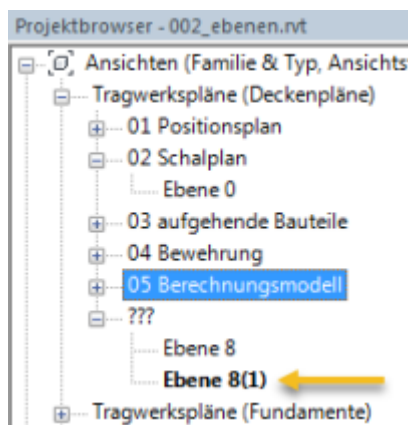 Projektbrowser - 002_ebenen.rvt
Ansichten (Familie & Typ, Ansichts
Tragwerkspläne (Deckenpläne)
01 Positionsplan
02 Schalplan
Ebene 0
03 aufgehende Bauteile
04 Bewehrung
05 Berechnungsmodell
???
Ebene 8
Ebene 8(1)
Tragwerkspläne (Fundamente)